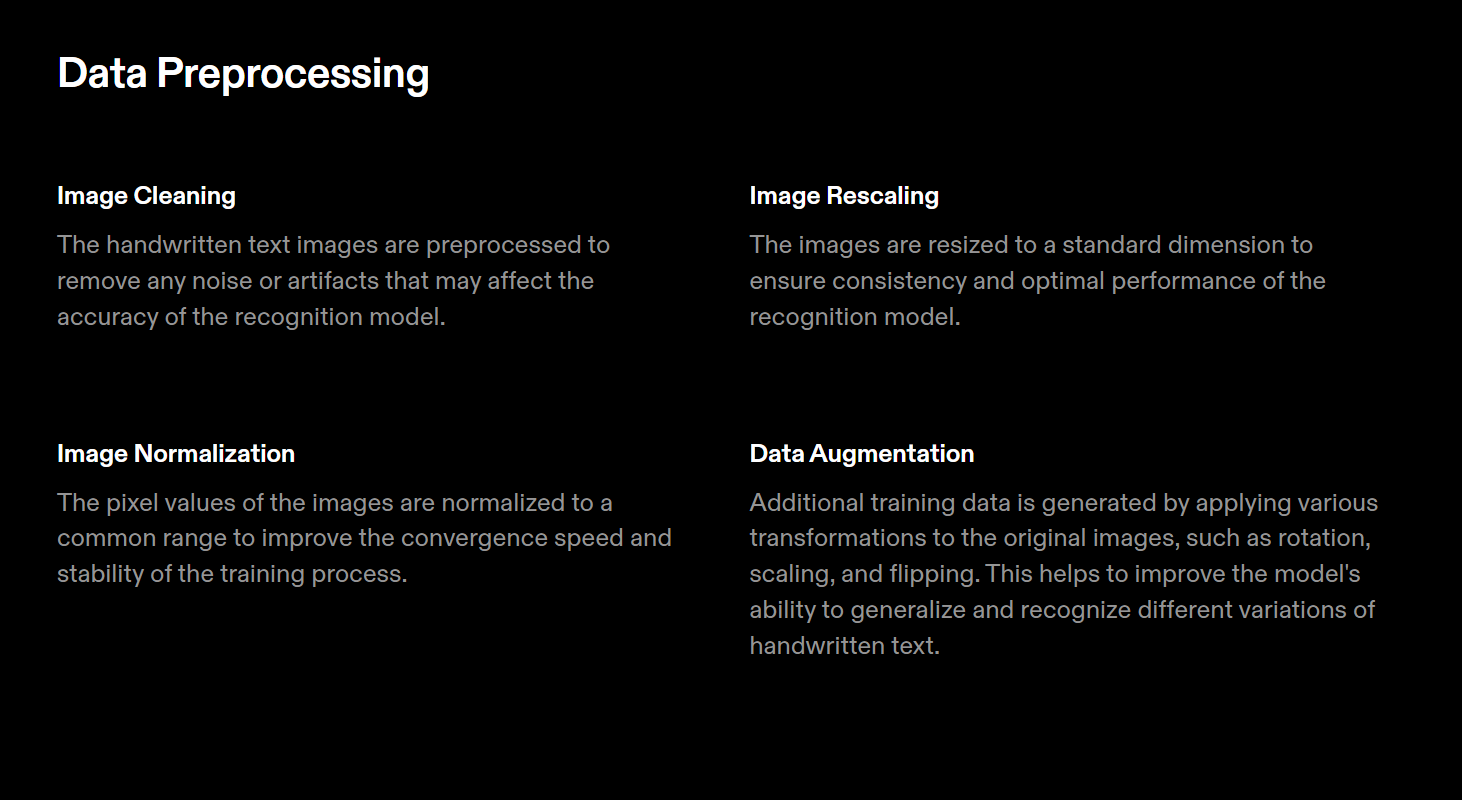 Data Preprocessing
Image Cleaning
The handwritten text images are preprocessed to
remove any noise or artifacts that may affect the
accuracy of the recognition model.
Image Rescaling
The images are resized to a standard dimension to
ensure consistency and optimal performance of the
recognition model.
Image Normalization
The pixel values of the images are normalized to a
common range to improve the convergence speed and
stability of the training process.
Data Augmentation
Additional training data is generated by applying various
transformations to the original images, such as rotation,
scaling, and flipping. This helps to improve the model's
ability to generalize and recognize different variations of
handwritten text.